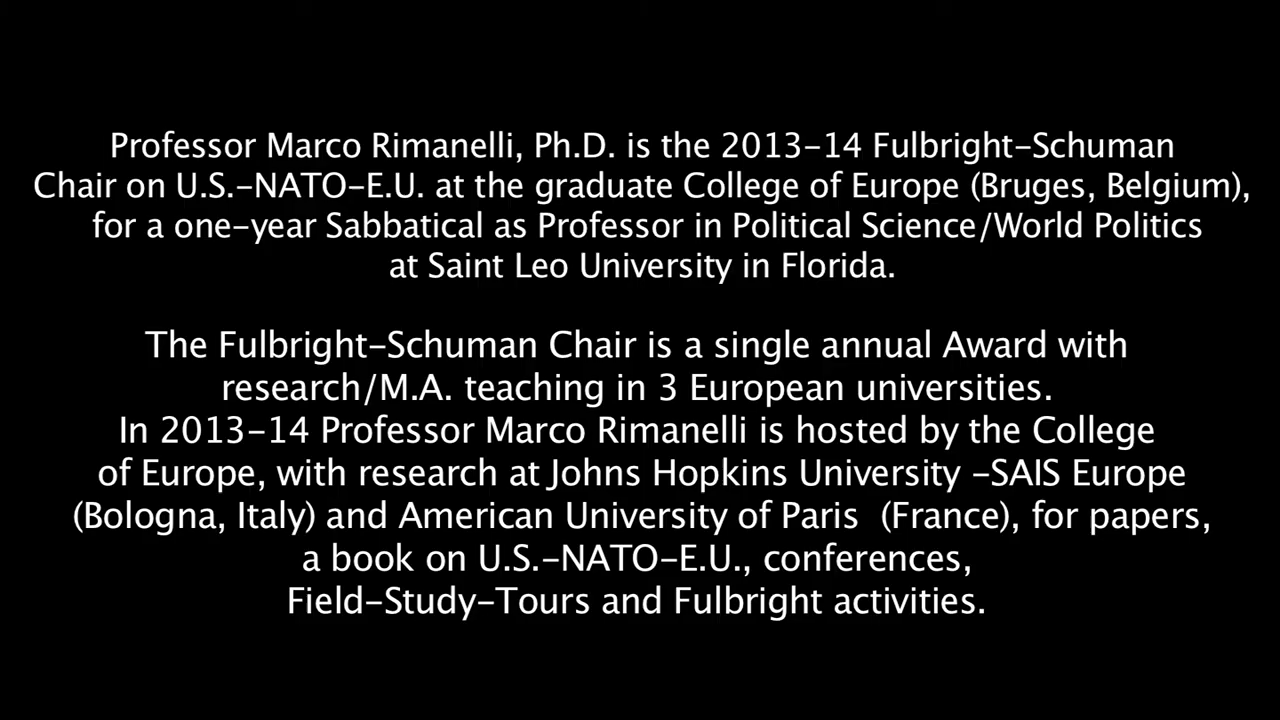 Professor Marco Rimanelli, Ph.D. is the 2013-14 Fulbright-Schuman
Chair on U.S.-NATO-E.U. at the graduate College of Europe (Bruges, Belgium),
for a one-year Sabbatical as Professor in Political Science/World Politics
at Saint Leo University in Florida.
The Fulbright-Schuman Chair is a single annual Award with
research/M.A. teaching in 3 European universities.
In 2013-14 Professor Marco Rimanelli is hosted by the College
of Europe, with research at Johns Hopkins University -SAIS Europe
(Bologna, Italy) and American University of Paris  (France), for papers,
a book on U.S.-NATO-E.U., conferences,
Field-Study-Tours and Fulbright activities.